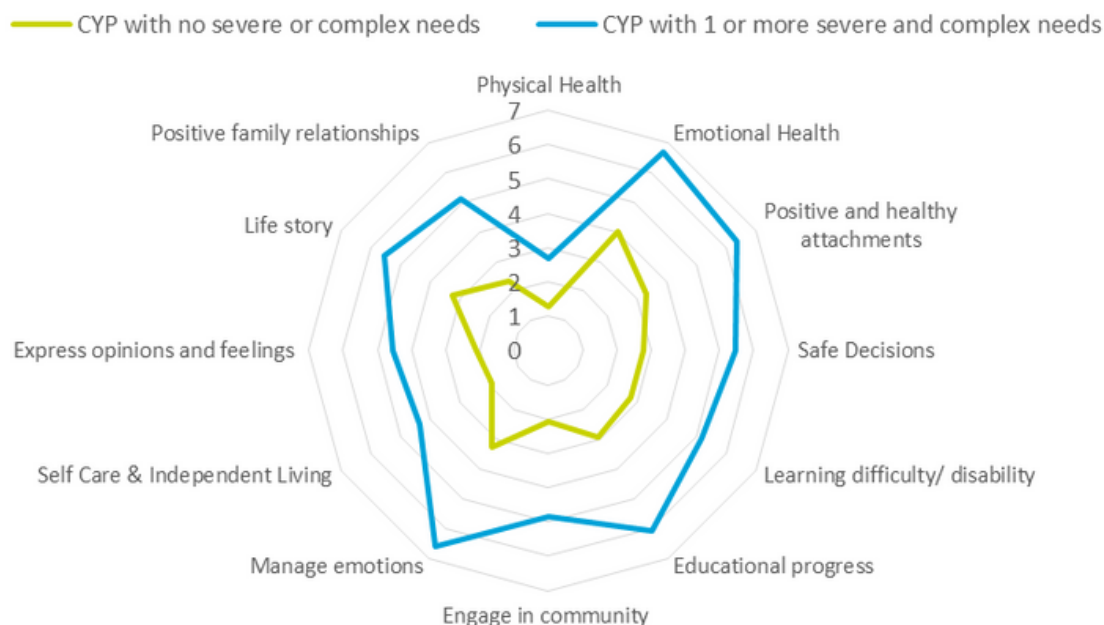 CYP with no severe or complex needs
CYP with 1 or more severe and complex needs
Physical Health
Positive family relationships
Emotional Health
Life story
Positive and healthy
attachments
Express opinions and feelings
Safe Decisions
Self Care & Independent Living
Learning difficulty/ disability
Manage emotions
Educational progress
Engage in community
7
6
5
4
3
2
1
0